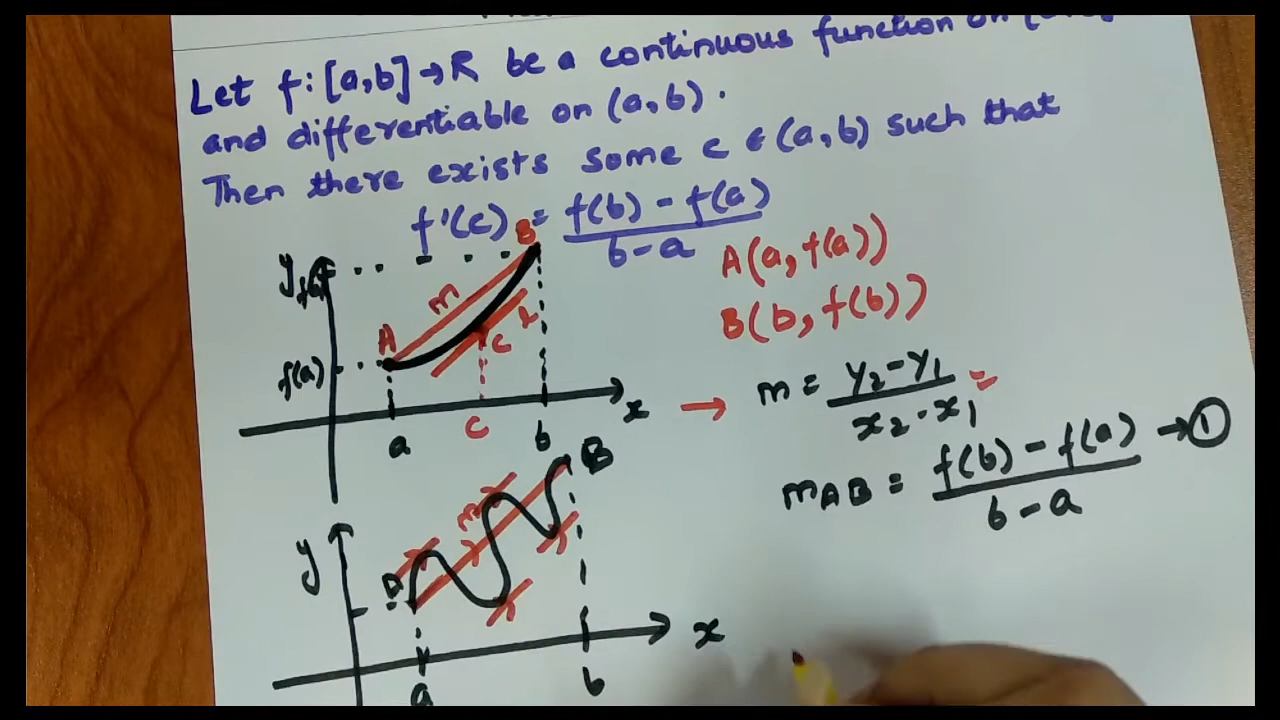 Let f: [a,b] → R be a continuous function on
and differentiable on (a,b).
Then there exists some c ∈ (a,b) such that
f'(c) = f(b) - f(a) / b - a
A(a, f(a))
B(b, f(b))
y
B
m
A
c
f(a)
a
c
b
x
→ m = y₂ - y₁ / x₂ - x₁ =
m AB = f(b) - f(a) / b - a → ①
B
m
y
a
b
x